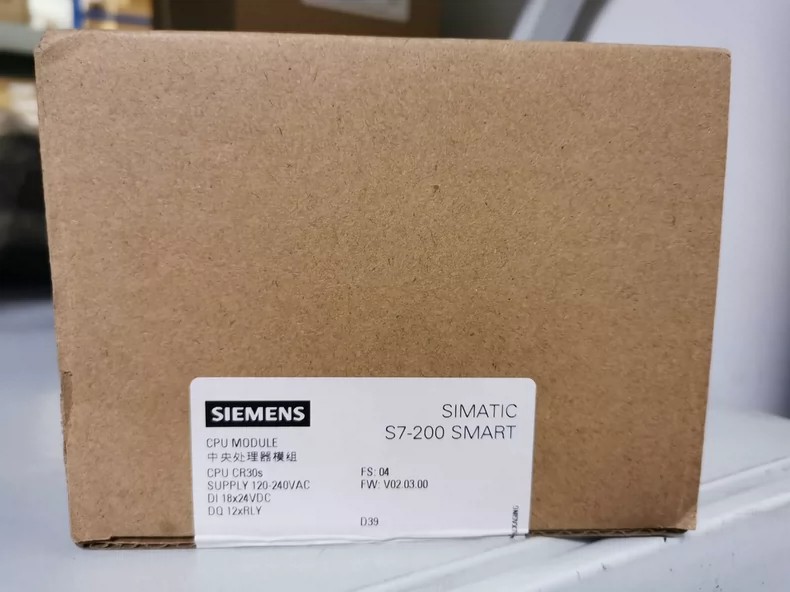 SIEMENS
SIMATIC
S7-200 SMART
CPU MODULE
中央处理器模组
CPU CR30s
FS: 04
SUPPLY 120-240VAC
FW: V02.03.00
DI 18x24VDC
DQ 12xRLY
D39